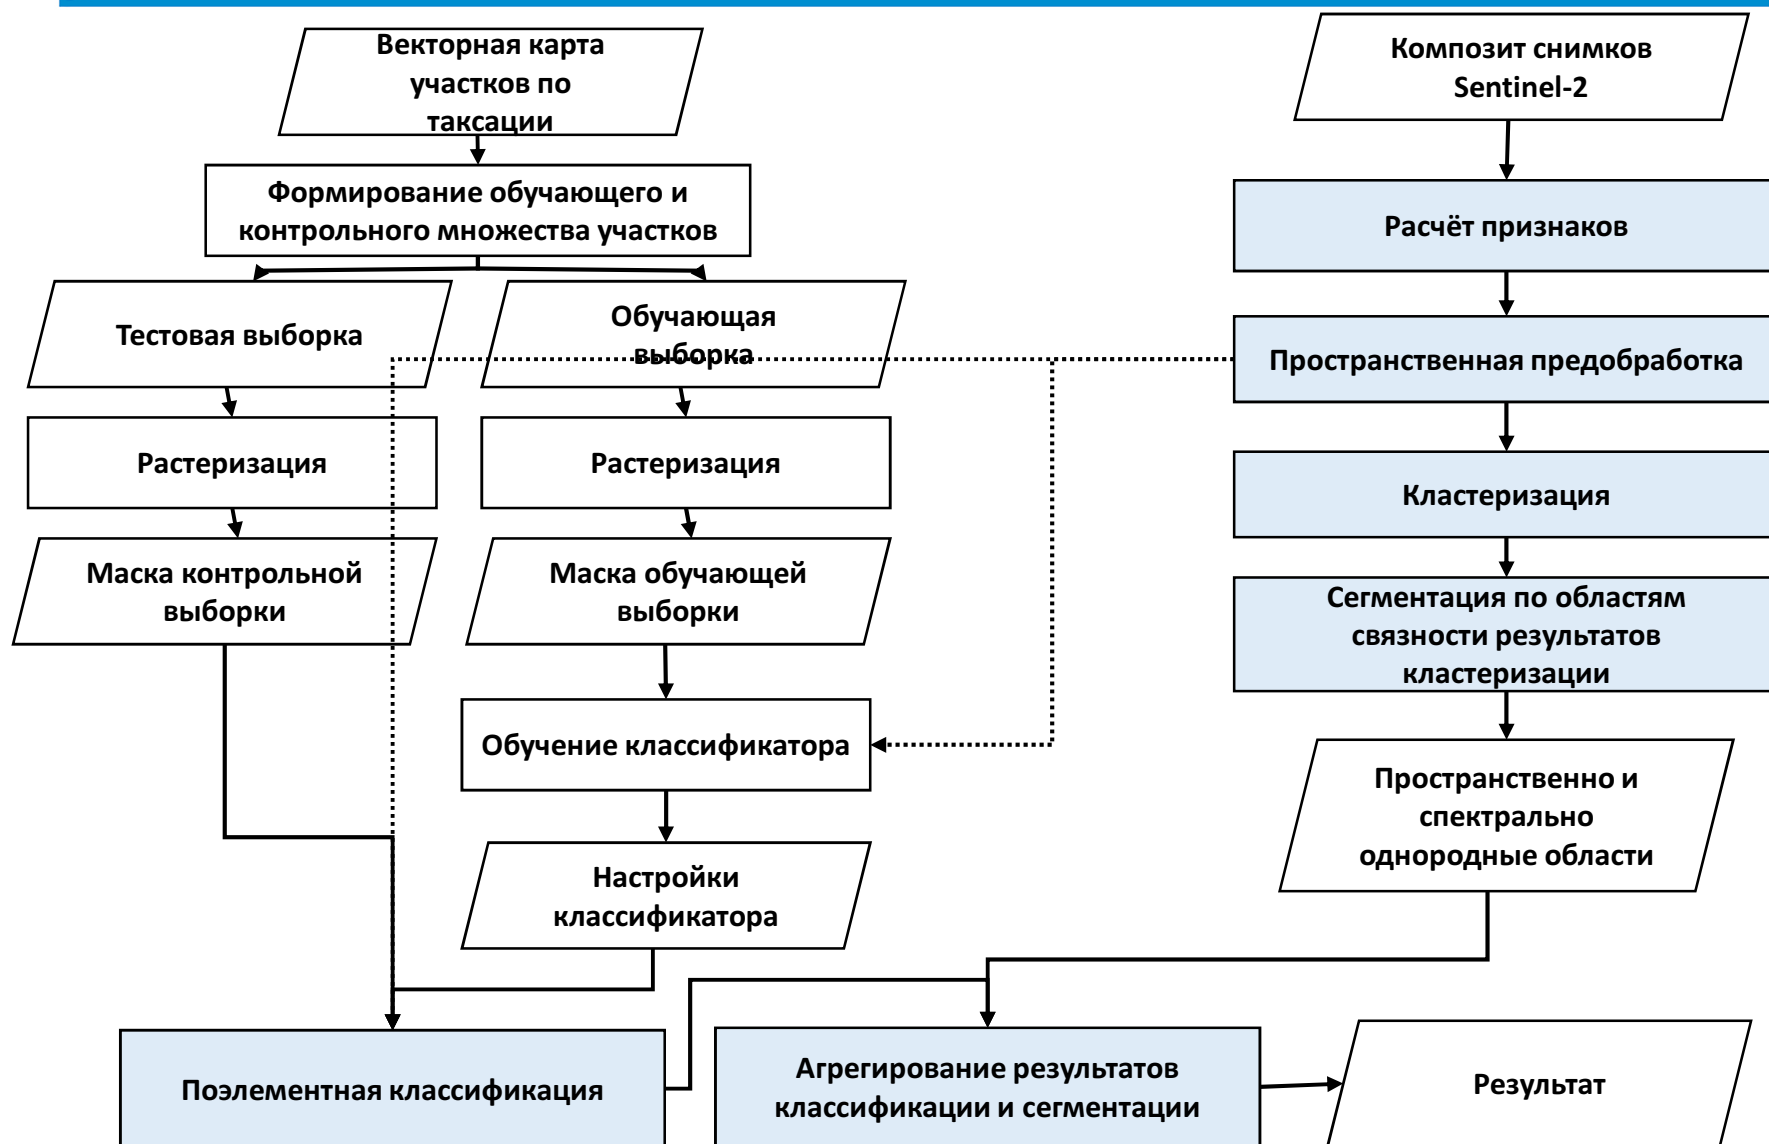 Векторная карта
участков по
таксации
Композит снимков
Sentinel-2
Формирование обучающего и
контрольного множества участков
Расчёт признаков
Тестовая выборка
Обучающая
выборка
Пространственная предобработка
Растеризация
Растеризация
Кластеризация
Маска контрольной
выборки
Маска обучающей
выборки
Сегментация по областям
связности результатов
кластеризации
Обучение классификатора
Пространственно и
спектрально
однородные области
Настройки
классификатора
Поэлементная классификация
Агрегирование результатов
классификации и сегментации
Результат